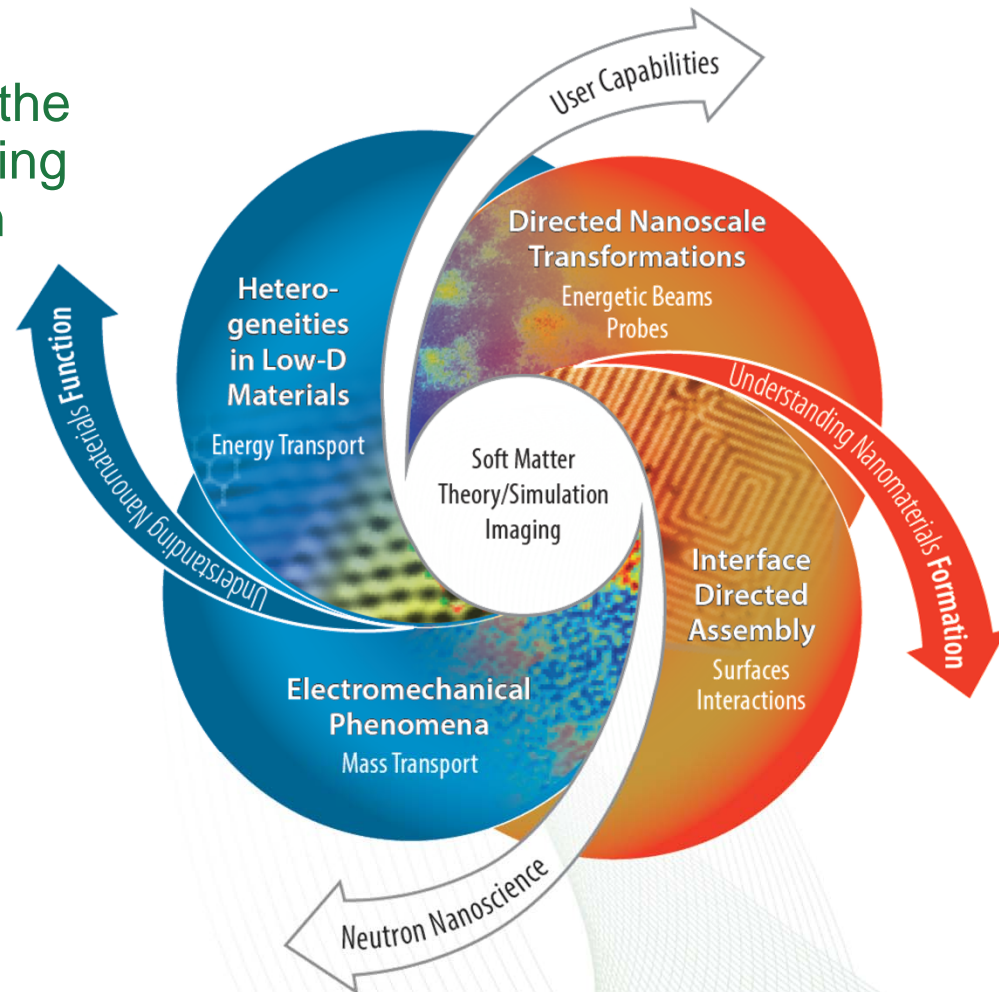 the
ing
User Capabilities
Directed Nanoscale
Transformations
Energetic Beams
Probes
Hetero-
geneities
in Low-D
Materials
Energy Transport
Understanding Nanomaterials Function
Understanding Nanomaterials Formation
Soft Matter
Theory/Simulation
Imaging
Interface
Directed
Assembly
Surfaces
Interactions
Electromechanical
Phenomena
Mass Transport
Neutron Nanoscience